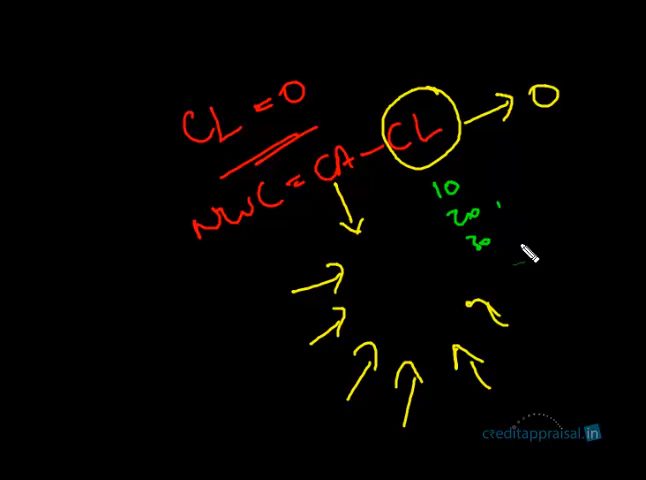 CL = 0
NWC = CA - CL → 0
10
20
30
creditappraisal.in